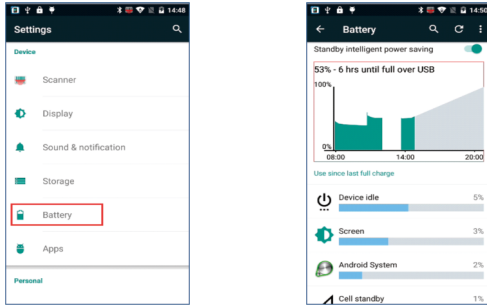 14:48
Settings
Device
Scanner
Display
Sound & notification
Storage
Battery
Apps
Personal
14:50
Battery
Standby intelligent power saving
53% - 6 hrs until full over USB
100%
0%
08:00 14:00 20:00
Use since last full charge
Device idle 5%
Screen 3%
Android System 2%
Cell standby 1%